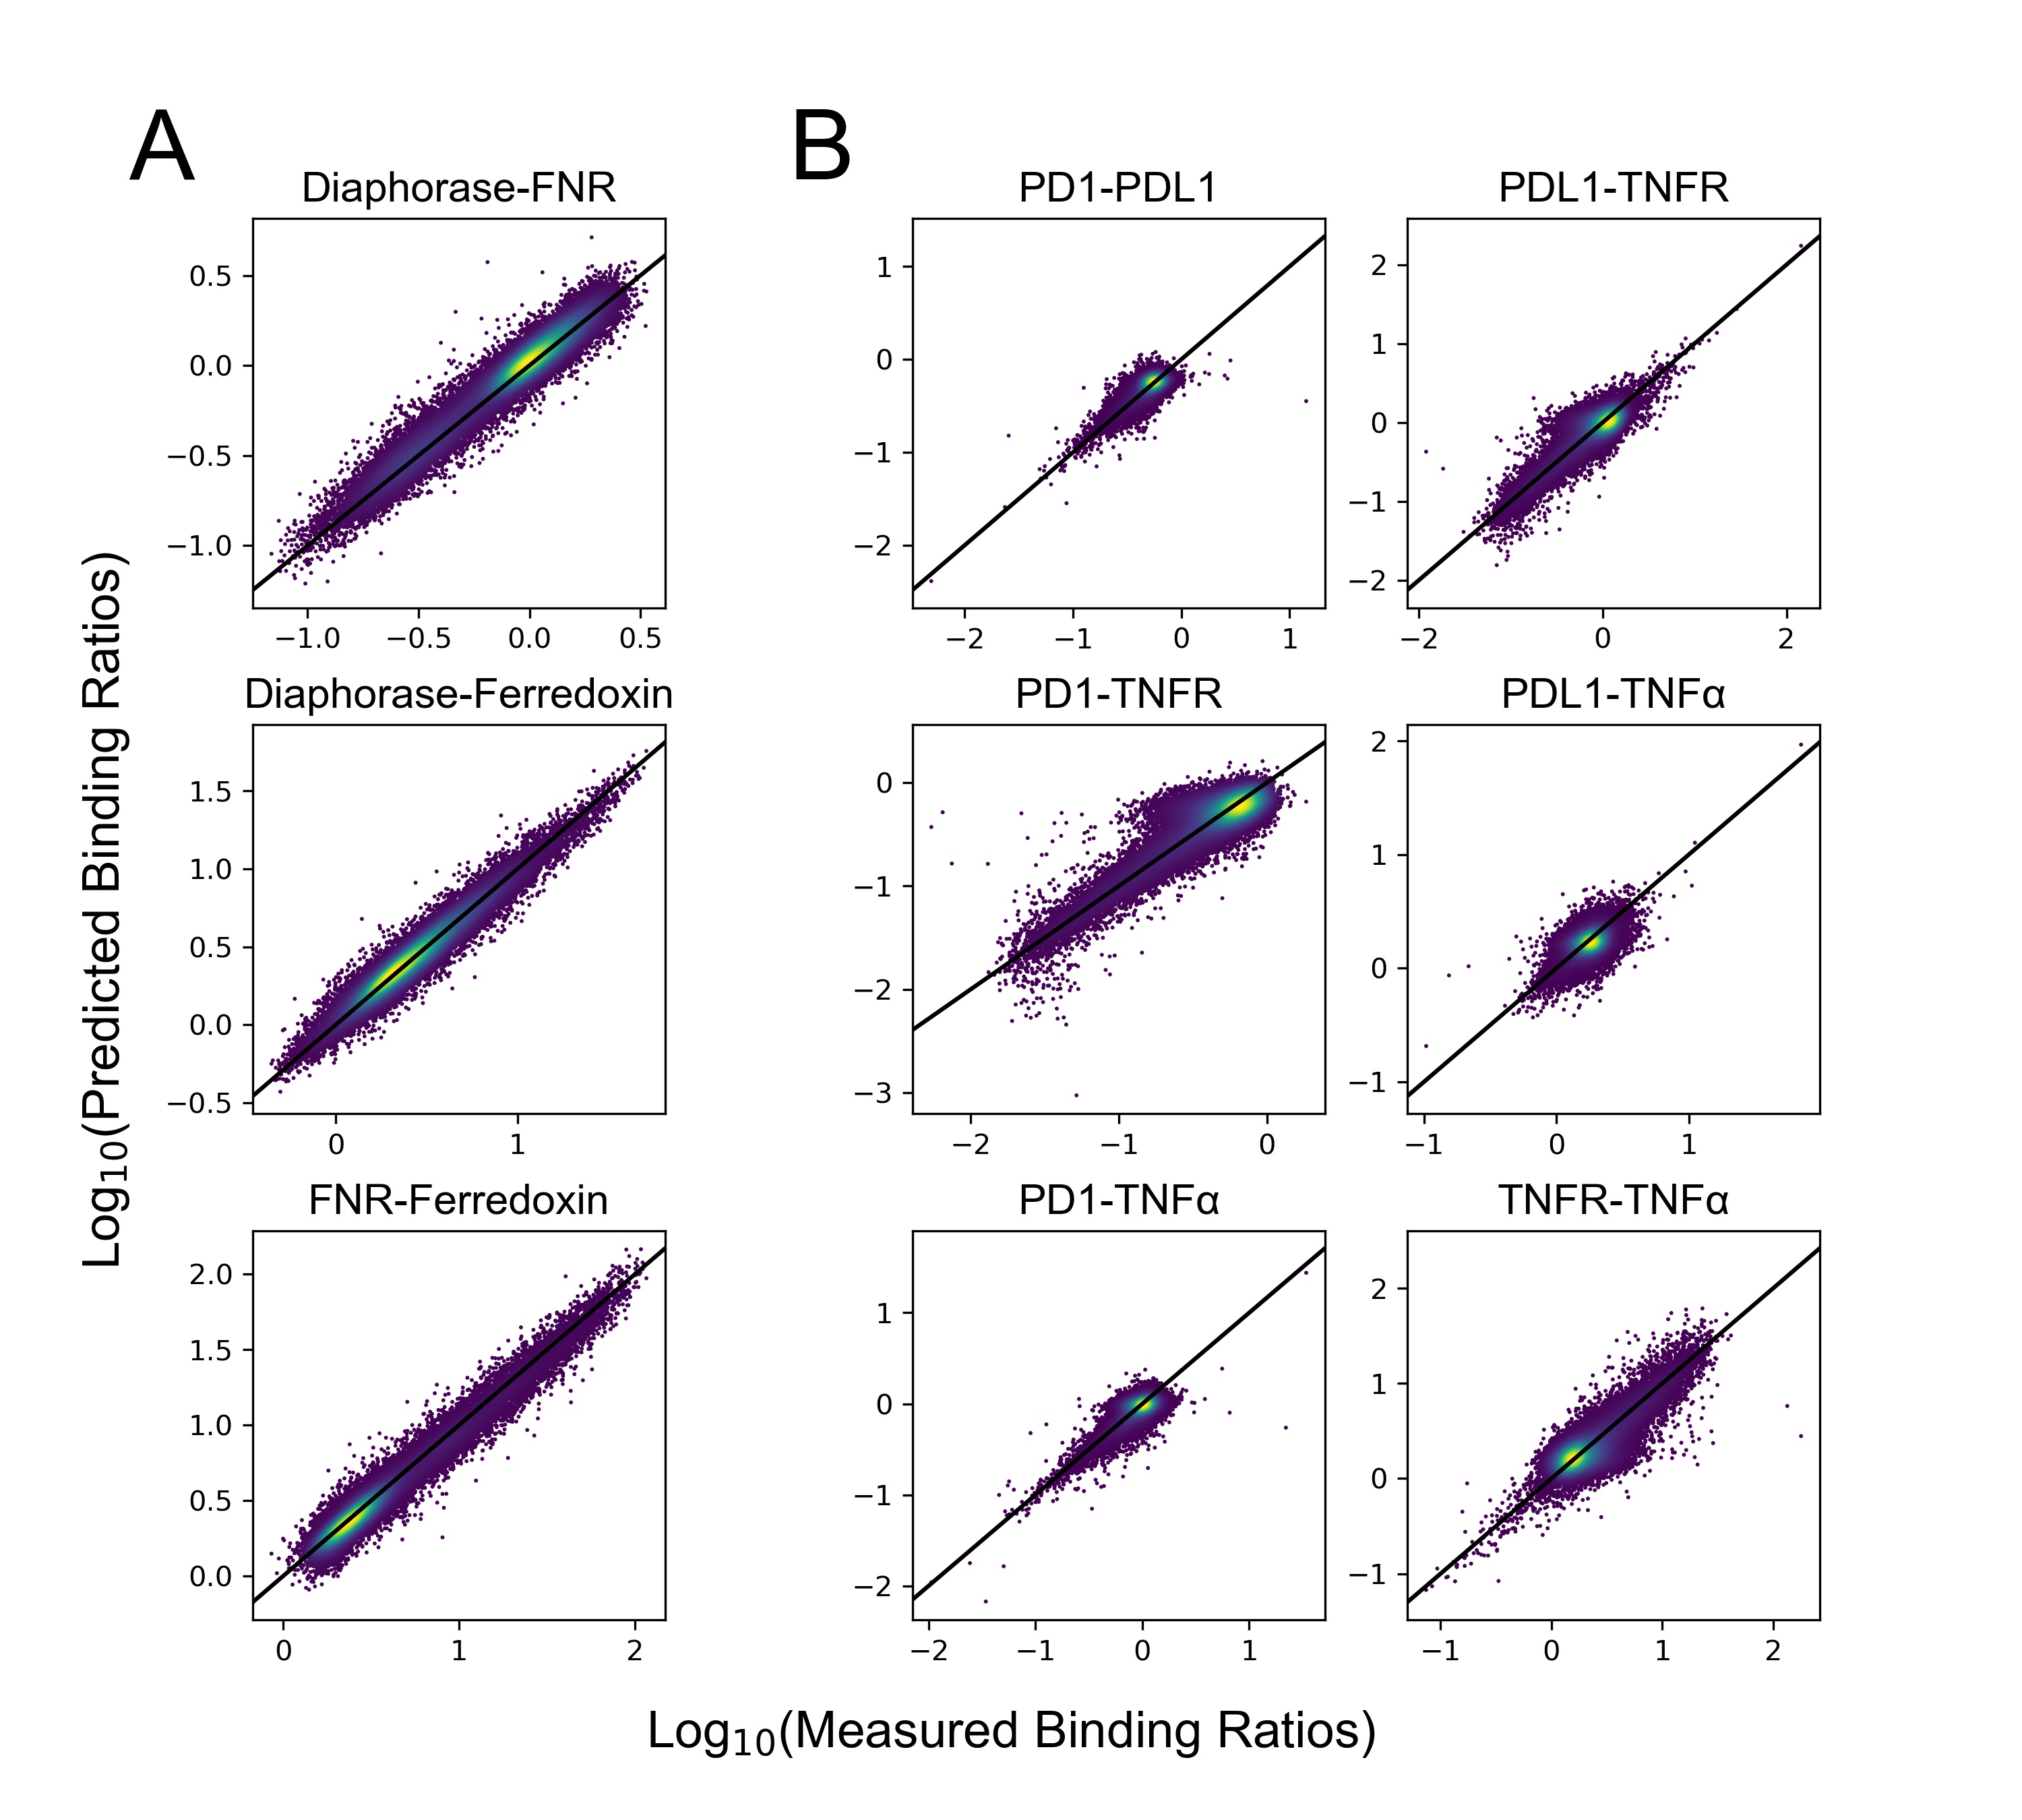 A
B
Diaphorase-FNR
PD1-PDL1
PDL1-TNFR
0.5
0.0
−0.5
−1.0
−1.0 −0.5 0.0 0.5
1
0
−1
−2
−2 −1 0 1
2
1
0
−1
−2
−2 0 2
Diaphorase-Ferredoxin
PD1-TNFR
PDL1-TNFα
1.5
1.0
0.5
0.0
−0.5
0 1
0
−1
−2
−3
−2 −1 0
2
1
0
−1
−1 0 1
FNR-Ferredoxin
PD1-TNFα
TNFR-TNFα
2.0
1.5
1.0
0.5
0.0
0 1 2
1
0
−1
−2
−2 −1 0 1
2
1
0
−1
−1 0 1 2
Log₁₀(Predicted Binding Ratios)
Log₁₀(Measured Binding Ratios)